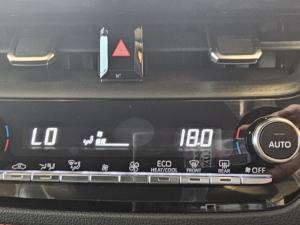 LO 18.0
AUTO
ECO
HEAT/COOL FRONT REAR OFF